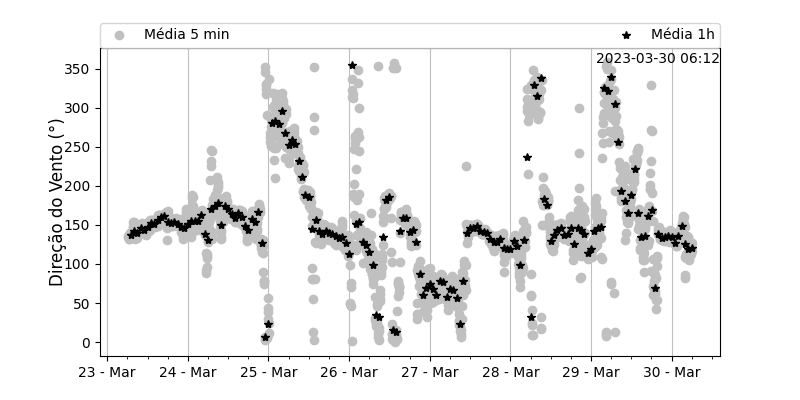 Média 5 min
Média 1h
2023-03-30 06:12
Direção do Vento (°)
350
300
250
200
150
100
50
0
23 - Mar
24 - Mar
25 - Mar
26 - Mar
27 - Mar
28 - Mar
29 - Mar
30 - Mar